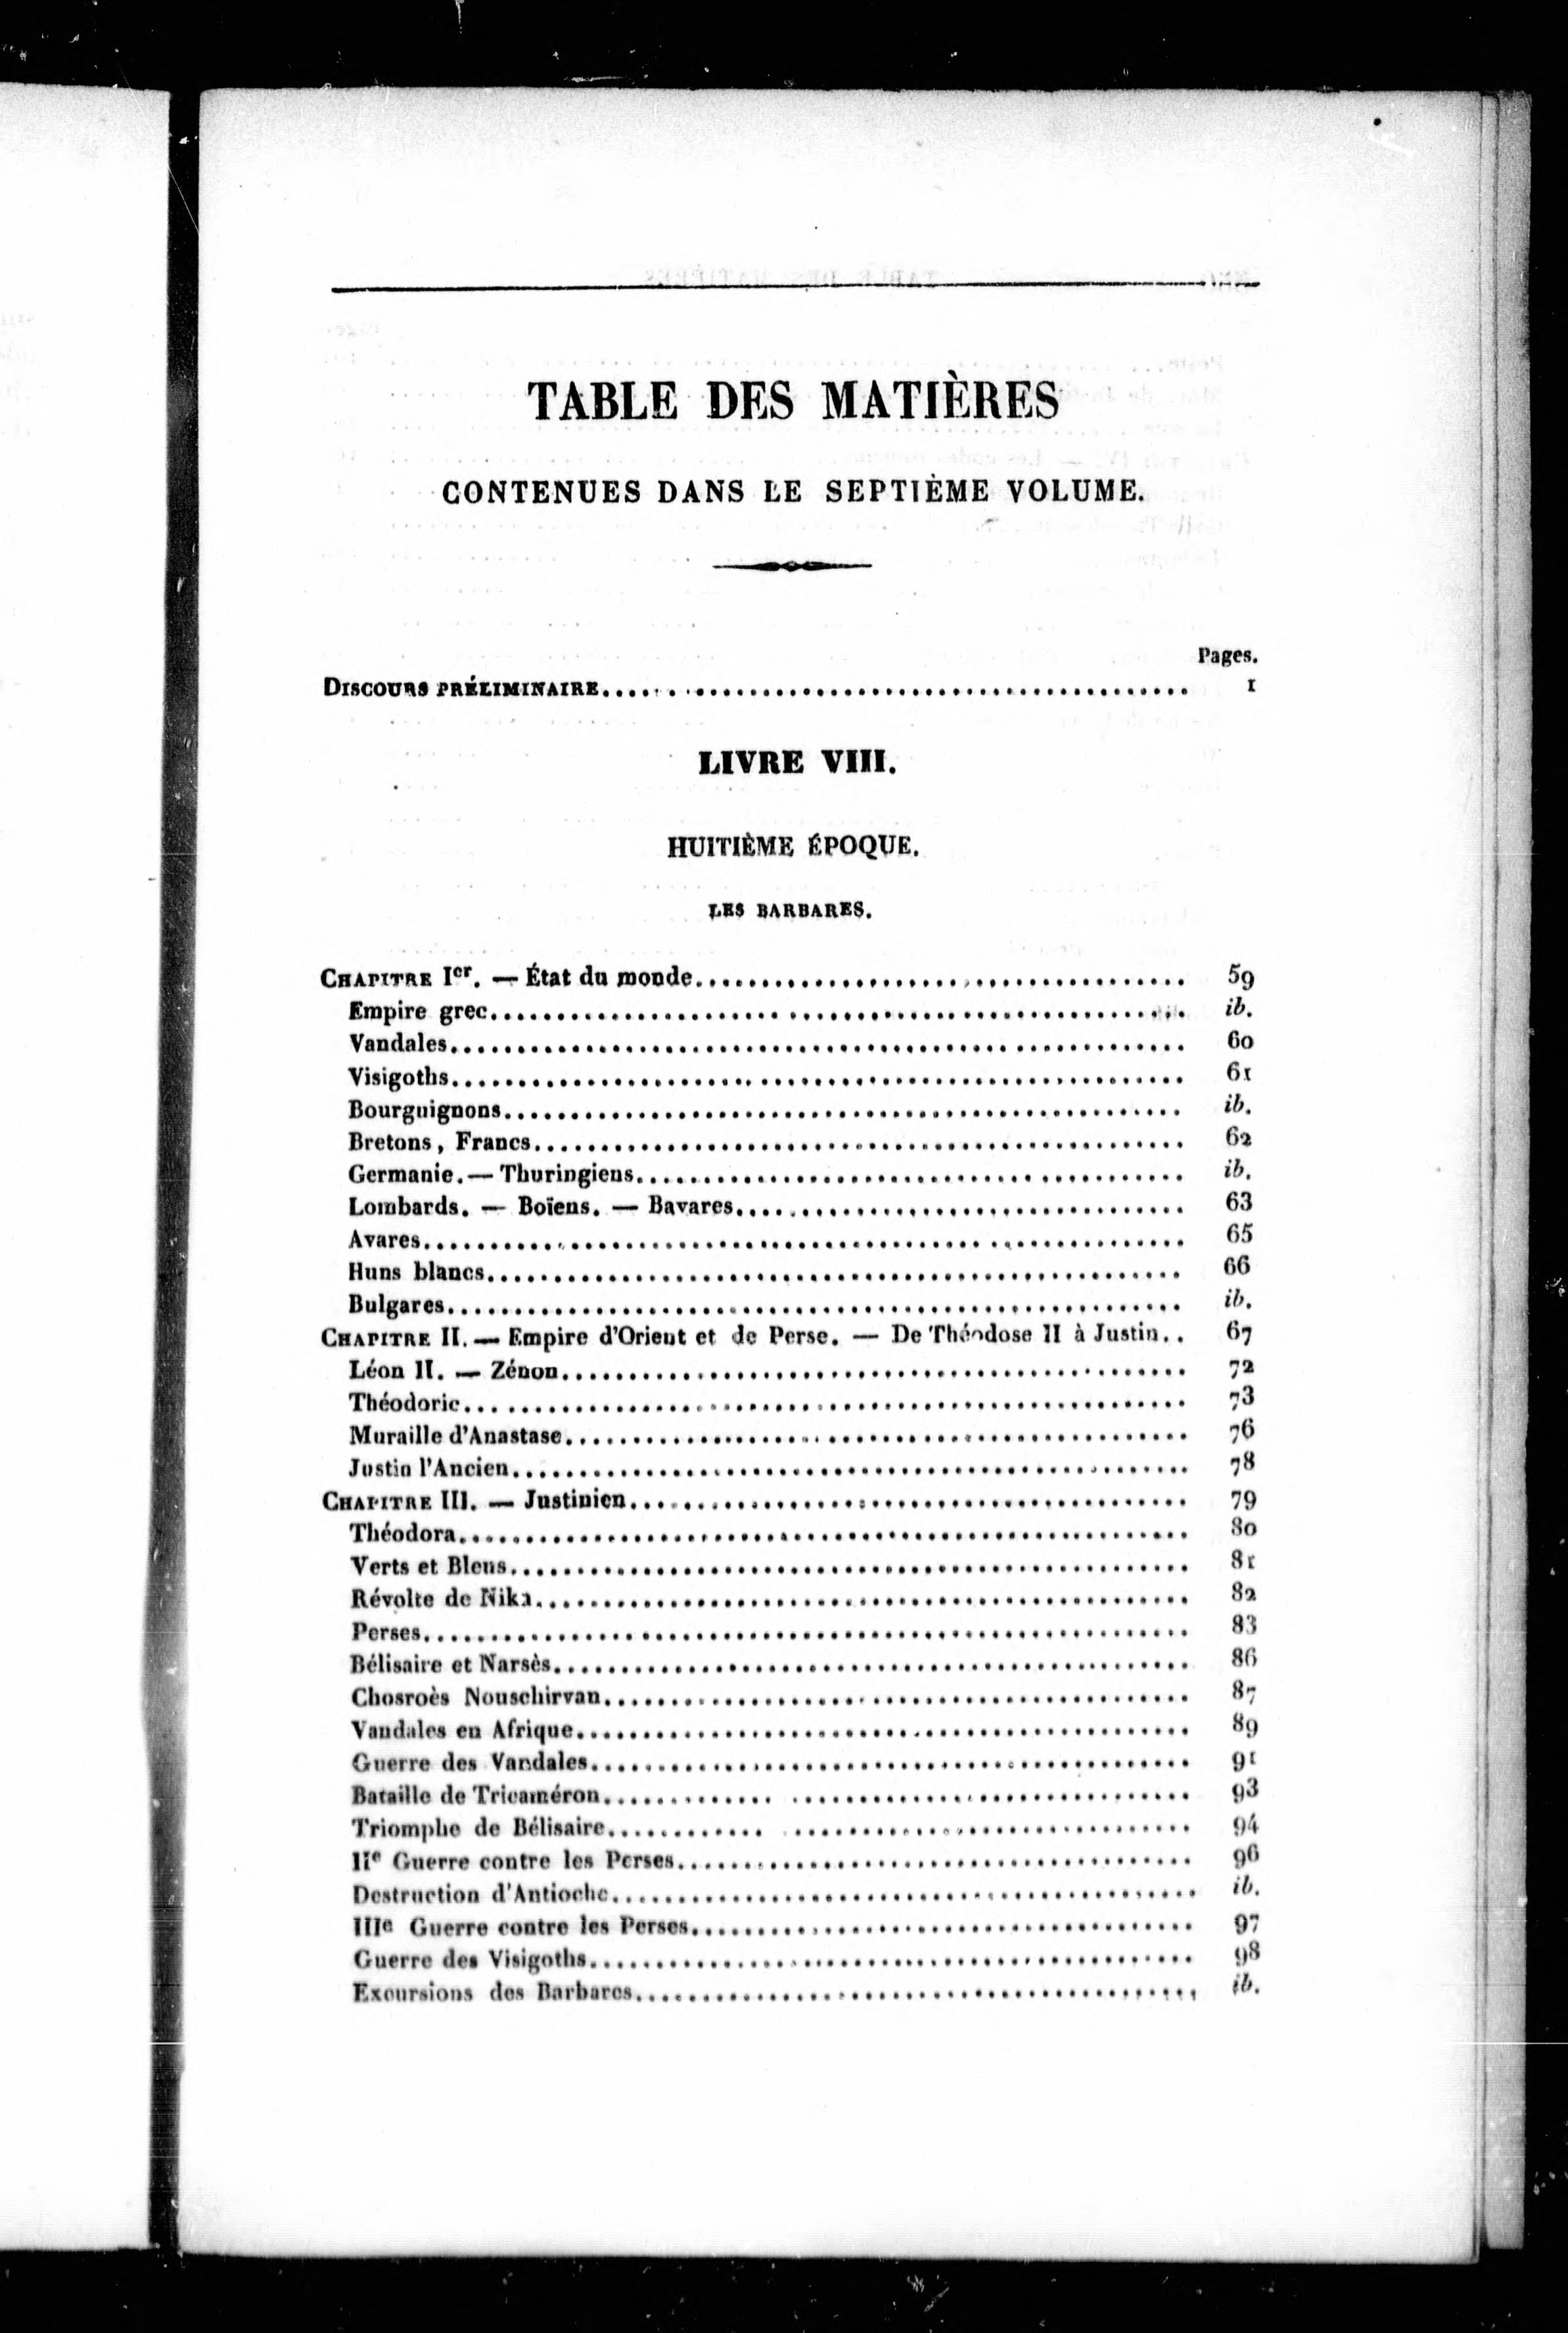 TABLE DES MATIÈRES
CONTENUES DANS LE SEPTIÈME VOLUME.
Pages.
DISCOURS PRÉLIMINAIRE.......... 1
LIVRE VIII.
HUITIÈME ÉPOQUE.
LES BARBARES.
CHAPITRE Ier. — État du monde.......... 59
Empire grec.......... ib.
Vandales.......... 60
Visigoths.......... 61
Bourguignons.......... ib.
Bretons, Francs.......... 62
Germanie. — Thuringiens.......... ib.
Lombards. — Boïens. — Bavares.......... 63
Avares.......... 65
Huns blancs.......... 66
Bulgares.......... ib.
CHAPITRE II. — Empire d'Orient et de Perse. — De Théodose II à Justin.. 67
Léon II. — Zénon.......... 72
Théodoric.......... 73
Muraille d'Anastase.......... 76
Justin l'Ancien.......... 78
CHAPITRE III. — Justinien.......... 79
Théodora.......... 80
Verts et Bleus.......... 81
Révolte de Nika.......... 82
Perses.......... 83
Bélisaire et Narsès.......... 86
Chosroès Nouschirvan.......... 87
Vandales en Afrique.......... 89
Guerre des Vandales.......... 91
Bataille de Tricaméron.......... 93
Triomphe de Bélisaire.......... 94
IIe Guerre contre les Perses.......... 96
Destruction d'Antioche.......... ib.
IIIe Guerre contre les Perses.......... 97
Guerre des Visigoths.......... 98
Excursions des Barbares.......... ib.